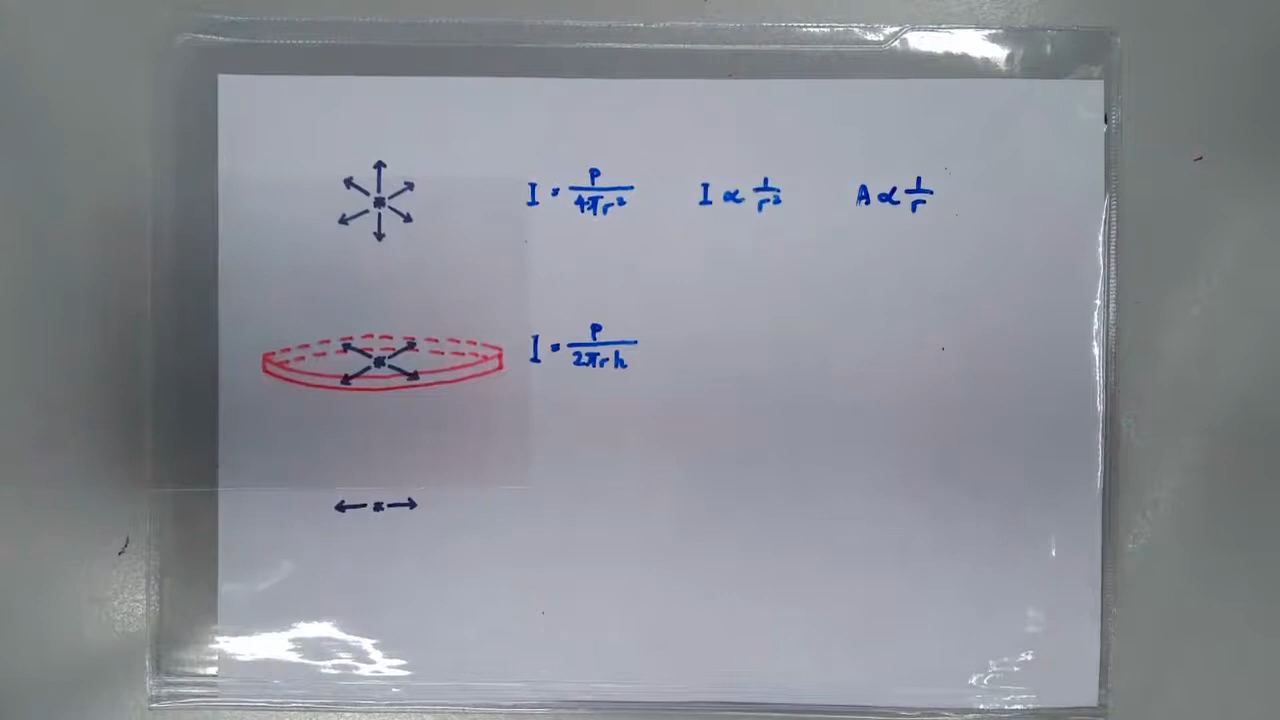 I = P/4πr² I ∝ 1/r² A ∝ 1/r
I = P/2πrh